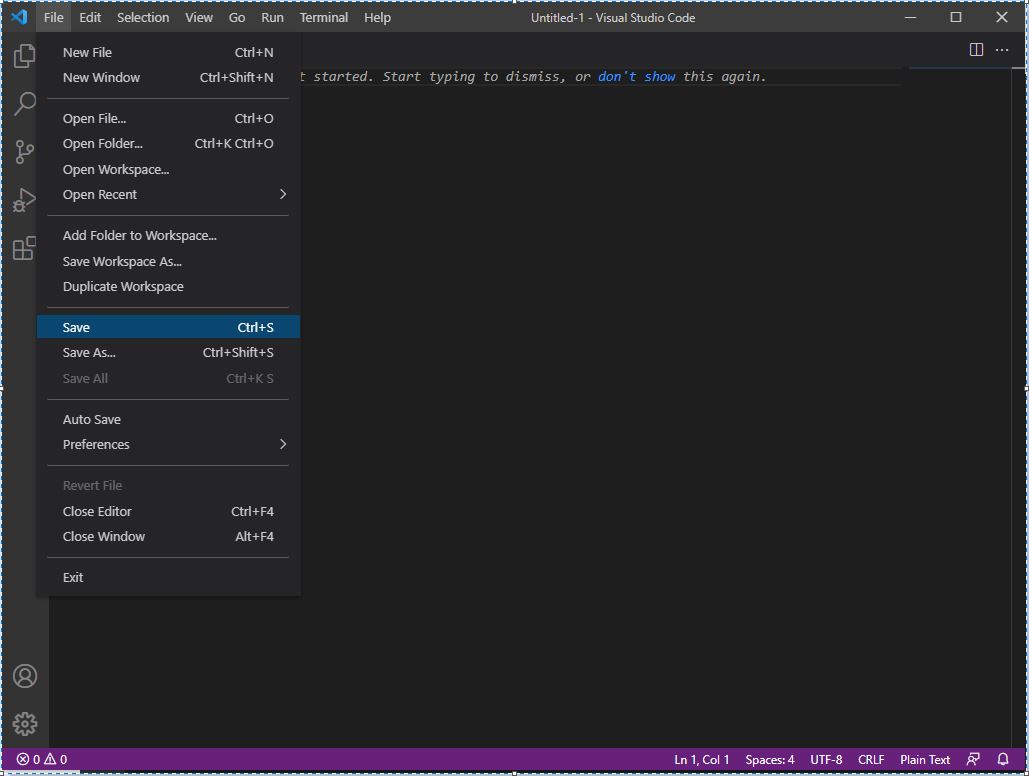 File Edit Selection View Go Run Terminal Help Untitled-1 - Visual Studio Code
New File Ctrl+N
New Window Ctrl+Shift+N
t started. Start typing to dismiss, or don't show this again.
Open File... Ctrl+O
Open Folder... Ctrl+K Ctrl+O
Open Workspace...
Open Recent
Add Folder to Workspace...
Save Workspace As...
Duplicate Workspace
Save Ctrl+S
Save As... Ctrl+Shift+S
Save All Ctrl+K S
Auto Save
Preferences
Revert File
Close Editor Ctrl+F4
Close Window Alt+F4
Exit
0 0 Ln 1, Col 1 Spaces: 4 UTF-8 CRLF Plain Text